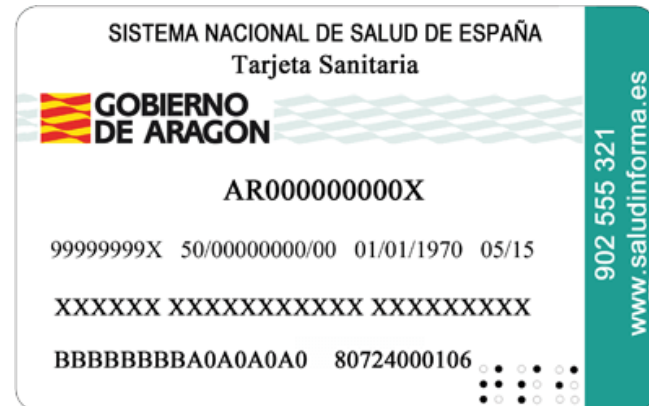 SISTEMA NACIONAL DE SALUD DE ESPAÑA
Tarjeta Sanitaria
GOBIERNO
DE ARAGON
AR000000000X
99999999X 50/00000000/00 01/01/1970 05/15
XXXXXX XXXXXXXXXXX XXXXXXXXX
BBBBBBBBA0A0A0A0 80724000106
902 555 321
www.saludinforma.es